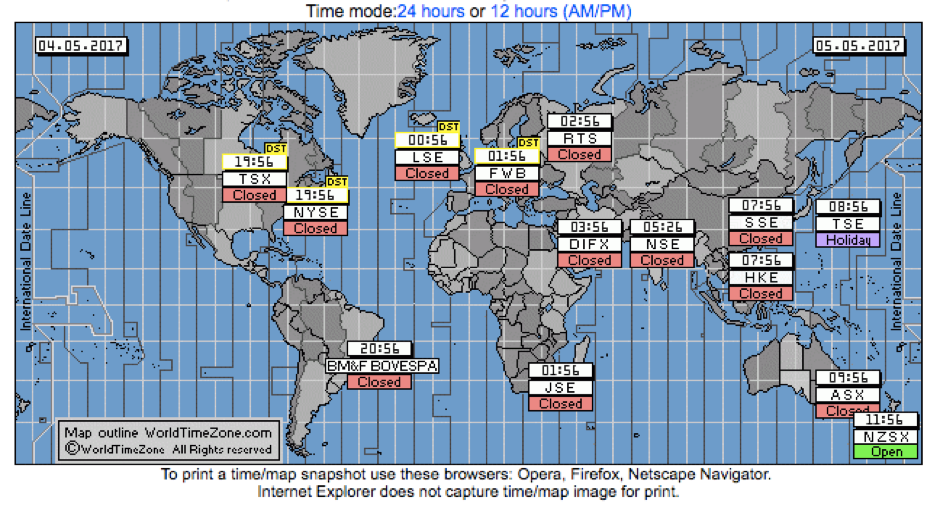 Time mode:24 hours or 12 hours (AM/PM)
04.05.2017
05.05.2017
02:56
RTS
Closed
DST
00:56
LSE
Closed
DST
01:56
FWB
Closed
DST
19:56
TSX
Closed
DST
19:56
NYSE
Closed
International Date Line
03:56
DIFX
Closed
05:26
NSE
Closed
07:56
SSE
Closed
08:56
TSE
Holiday
International Date Line
07:56
HKE
Closed
20:56
BM&F BOVESPA
Closed
01:56
JSE
Closed
09:56
ASX
Closed
11:56
NZSX
Open
Map outline WorldTimeZone.com
©WorldTimeZone All Rights reserved
To print a time/map snapshot use these browsers: Opera, Firefox, Netscape Navigator.
Internet Explorer does not capture time/map image for print.